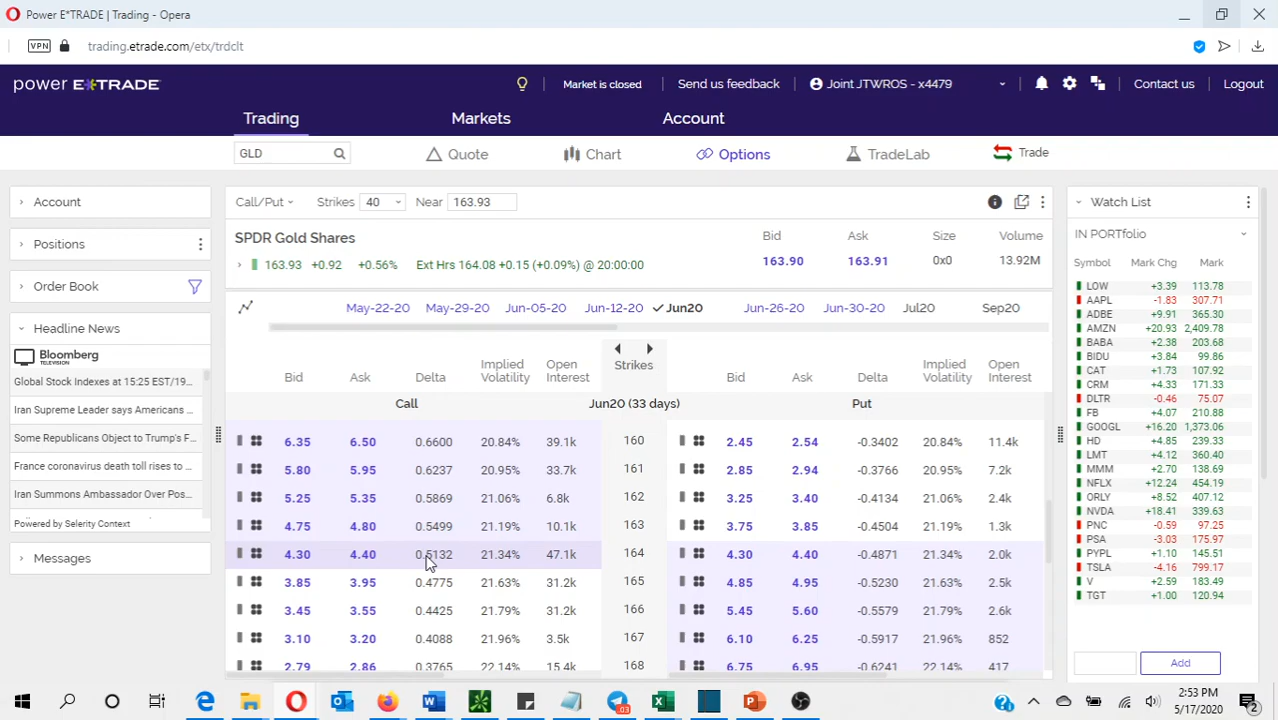 Power E*TRADE | Trading - Opera
VPN trading.etrade.com/etx/trdclt
power E*TRADE Market is closed Send us feedback Joint JTWROS - x4479 Contact us Logout
Trading Markets Account
GLD Quote Chart Options TradeLab Trade
Account
Positions
Order Book
Headline News
Bloomberg
TELEVISION
Global Stock Indexes at 15:25 EST/19...
Iran Supreme Leader says Americans ...
Some Republicans Object to Trump's F...
France coronavirus death toll rises to ...
Iran Summons Ambassador Over Pos...
Powered by Selerity Context
Messages
Call/Put Strikes 40 Near 163.93
SPDR Gold Shares Bid Ask Size Volume
163.93 +0.92 +0.56% Ext Hrs 164.08 +0.15 (+0.09%) @ 20:00:00 163.90 163.91 0x0 13.92M
May-22-20 May-29-20 Jun-05-20 Jun-12-20 Jun20 Jun-26-20 Jun-30-20 Jul20 Sep20
Bid Ask Delta Implied Volatility Open Interest Strikes Bid Ask Delta Implied Volatility Open Interest
Call Jun20 (33 days) Put
6.35 6.50 0.6600 20.84% 39.1k 160 2.45 2.54 -0.3402 20.84% 11.4k
5.80 5.95 0.6237 20.95% 33.7k 161 2.85 2.94 -0.3766 20.95% 7.2k
5.25 5.35 0.5869 21.06% 6.8k 162 3.25 3.40 -0.4134 21.06% 2.4k
4.75 4.80 0.5499 21.19% 10.1k 163 3.75 3.85 -0.4504 21.19% 1.3k
4.30 4.40 0.5132 21.34% 47.1k 164 4.30 4.40 -0.4871 21.34% 2.0k
3.85 3.95 0.4775 21.63% 31.2k 165 4.85 4.95 -0.5230 21.63% 2.5k
3.45 3.55 0.4425 21.79% 31.2k 166 5.45 5.60 -0.5579 21.79% 2.6k
3.10 3.20 0.4088 21.96% 3.5k 167 6.10 6.25 -0.5917 21.96% 852
2.79 2.86 0.3765 22.14% 15.4k 168 6.75 6.95 -0.6241 22.14% 417
Watch List
IN PORTfolio
Symbol Mark Chg Mark
LOW +3.39 113.78
AAPL -1.83 307.71
ADBE +9.91 365.30
AMZN +20.93 2,409.78
BABA +2.38 203.68
BIDU +3.84 99.86
CAT +1.73 107.92
CRM +4.33 171.33
DLTR -0.46 75.07
FB +4.07 210.88
GOOGL +16.20 1,373.06
HD +4.85 239.33
LMT +4.12 360.40
MMM +2.70 138.69
NFLX +12.24 454.19
ORLY +8.52 407.12
NVDA +18.41 339.63
PNC -0.59 97.25
PSA -3.03 175.97
PYPL +1.10 145.51
TSLA -4.16 799.17
V +2.59 183.49
TGT +1.00 120.94
Add
03
2:53 PM
5/17/2020
2